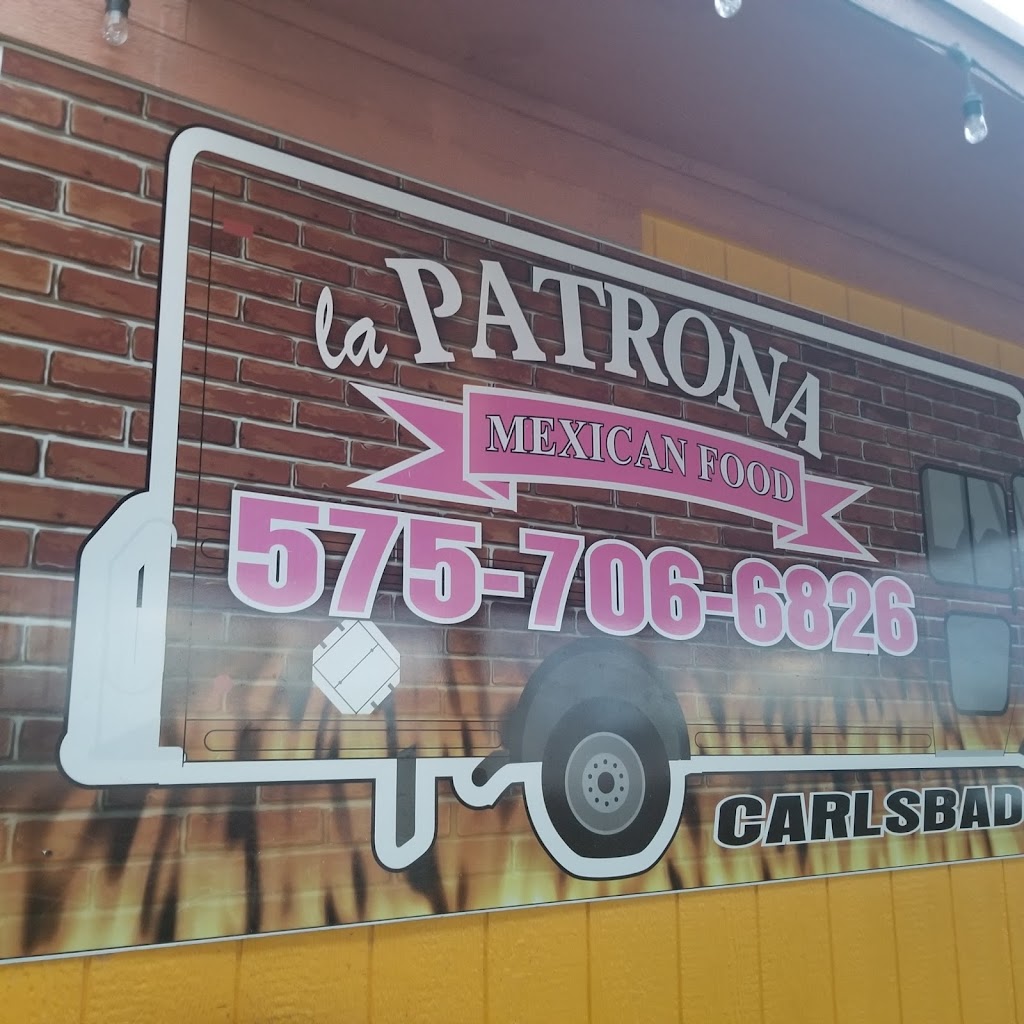 la PATRONA
MEXICAN FOOD
575-706-6826
CARLSBAD